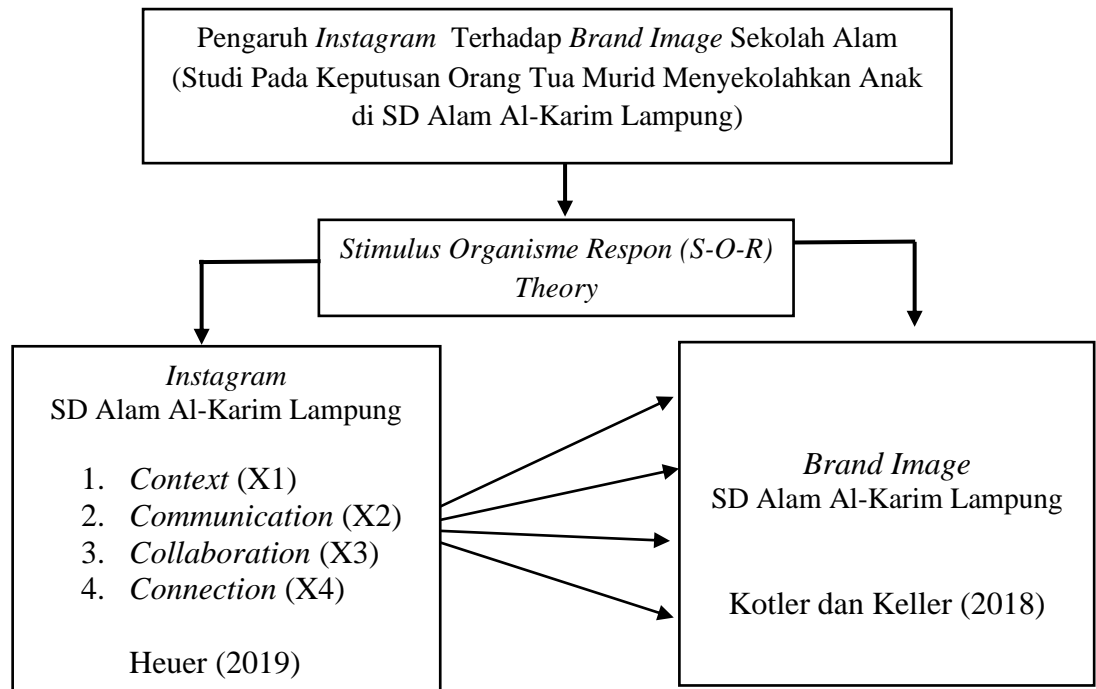 Pengaruh Instagram Terhadap Brand Image Sekolah Alam
(Studi Pada Keputusan Orang Tua Murid Menyekolahkan Anak
di SD Alam Al-Karim Lampung)
Stimulus Organisme Respon (S-O-R)
Theory
Instagram
SD Alam Al-Karim Lampung
1. Context (X1)
2. Communication (X2)
3. Collaboration (X3)
4. Connection (X4)
Heuer (2019)
Brand Image
SD Alam Al-Karim Lampung
Kotler dan Keller (2018)